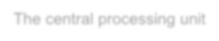 The central processing unit